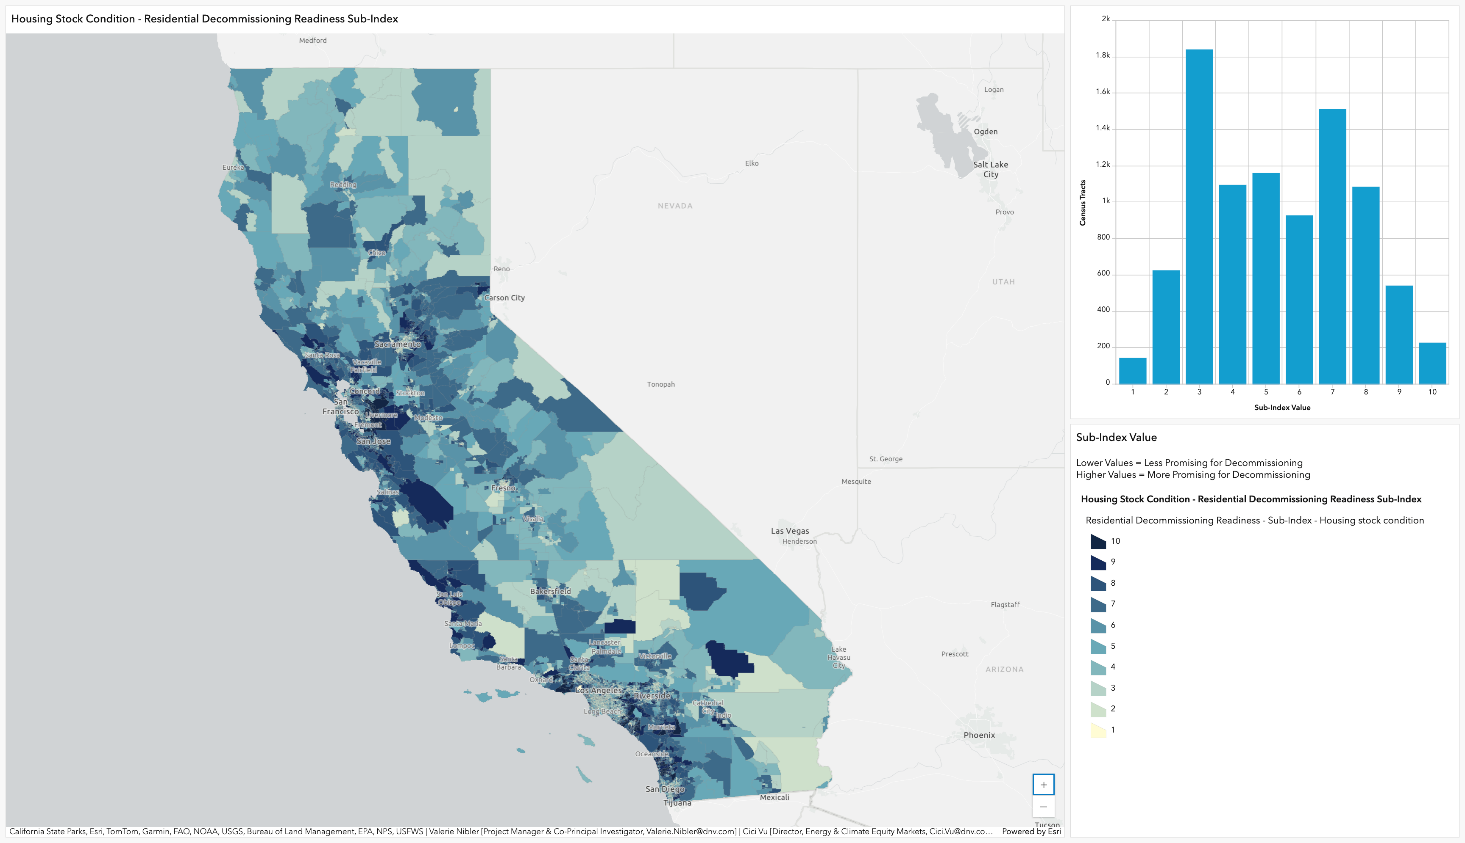 Housing Stock Condition - Residential Decommissioning Readiness Sub-Index
Medford
Logan
Ogden
Salt Lake
City
Provo
Elko
NEVADA
UTAH
Eureka
Redding
Chico
Reno
Carson City
Sacramento
Santa Rosa
Vacaville
Fairfield
Concord
Stockton
San
Francisco
Livermore
Fremont
Modesto
San Jose
Tonopah
St. George
Mesquite
Salinas
Fresno
Visalia
Las Vegas
Henderson
Bakersfield
San Luis
Obispo
Santa Maria
Lompoc
Santa
Barbara
Lancaster
Palmdale
Santa
Clarita
Victorville
Oxnard
Los Angeles
Riverside
Long Beach
Cathedral
City
Indio
Murrieta
Oceanside
San Diego
Tijuana
Mexicali
Lake
Havasu
City
Flagstaff
Prescott
ARIZONA
Phoenix
Tucson
+
−
California State Parks, Esri, TomTom, Garmin, FAO, NOAA, USGS, Bureau of Land Management, EPA, NPS, USFWS | Valerie Nibler [Project Manager & Co-Principal Investigator, Valerie.Nibler@dnv.com] | Cici Vu [Director, Energy & Climate Equity Markets, Cici.Vu@dnv.co...
Powered by Esri
2k
1.8k
1.6k
1.4k
1.2k
1k
800
600
400
200
0
Census Tracts
1 2 3 4 5 6 7 8 9 10
Sub-Index Value
Sub-Index Value
Lower Values = Less Promising for Decommissioning
Higher Values = More Promising for Decommissioning
Housing Stock Condition - Residential Decommissioning Readiness Sub-Index
Residential Decommissioning Readiness - Sub-Index - Housing stock condition
10
9
8
7
6
5
4
3
2
1